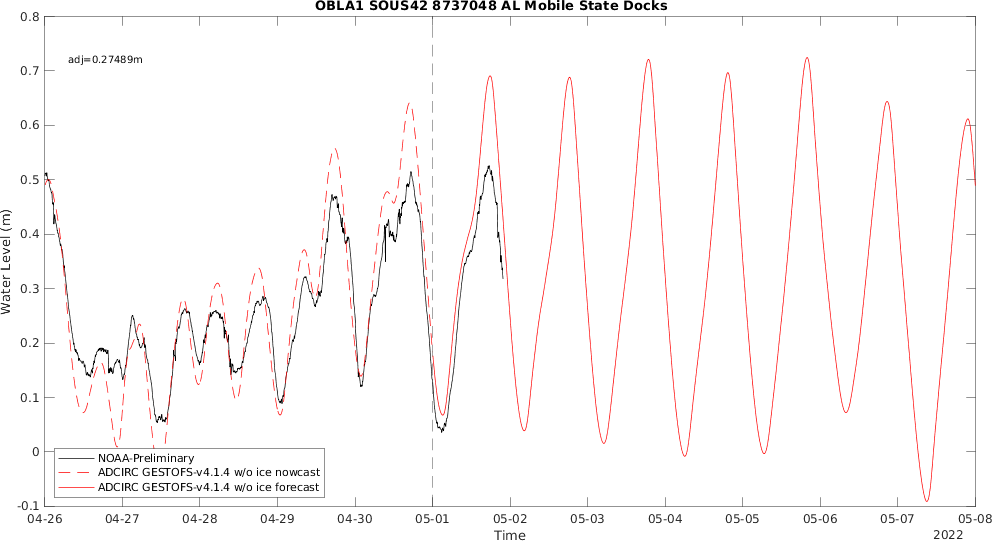 OBLA1 SOUS42 8737048 AL Mobile State Docks
adj=0.27489m
0.8
0.7
0.6
0.5
0.4
0.3
0.2
0.1
0
-0.1
Water Level (m)
NOAA-Preliminary
ADCIRC GESTOFS-v4.1.4 w/o ice nowcast
ADCIRC GESTOFS-v4.1.4 w/o ice forecast
04-26 04-27 04-28 04-29 04-30 05-01 05-02 05-03 05-04 05-05 05-06 05-07 05-08
Time
2022